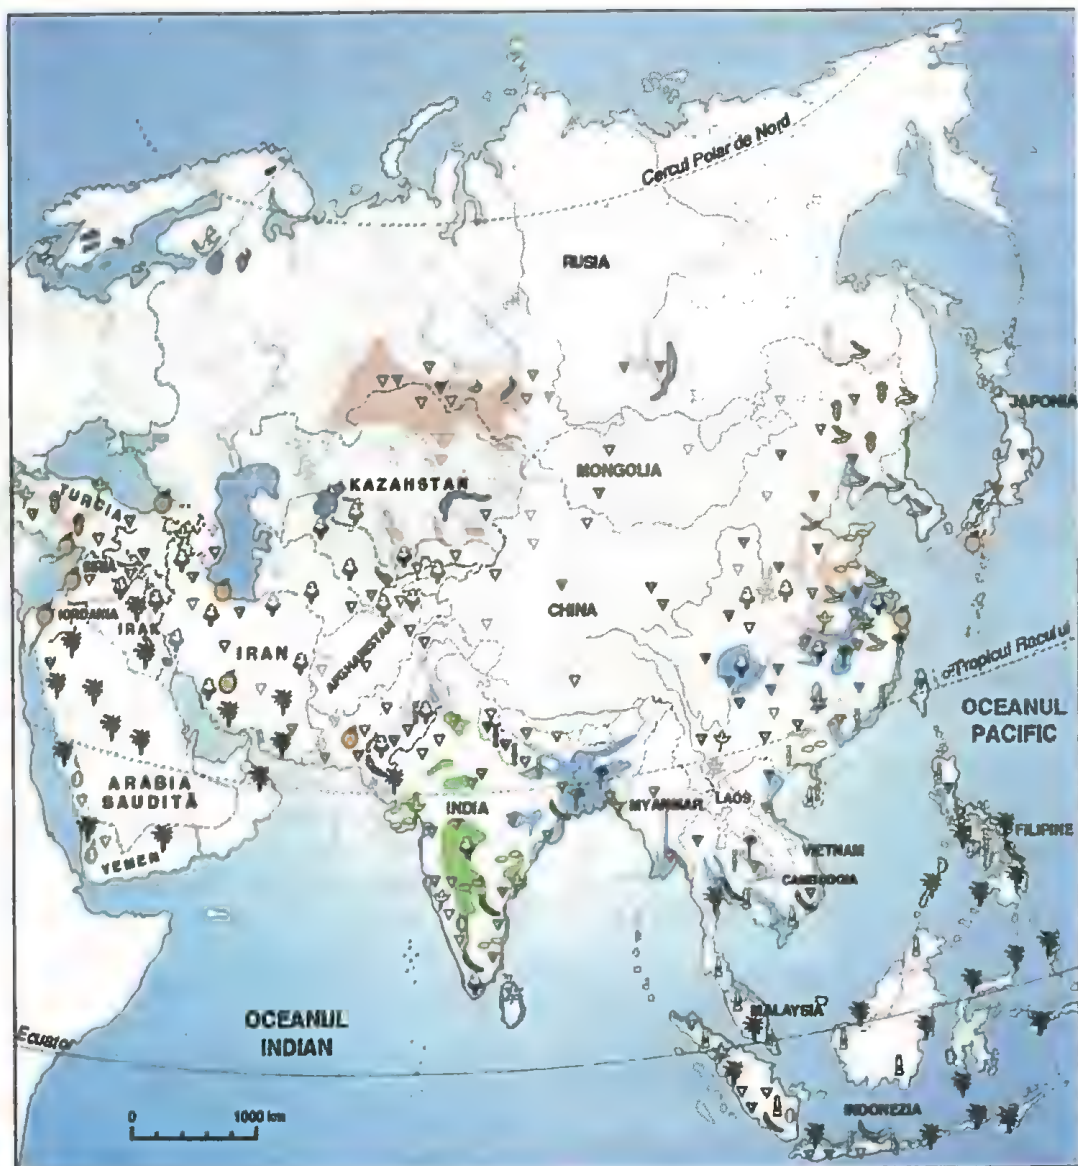 Cercul Polar de Nord
RUSIA
JAPONIA
MONGOLIA
KAZAHSTAN
TURCIA
SIRIA
CHINA
IORDANIA
IRAK
IRAN
AFGHANISTAN
Tropicul Racului
OCEANUL
PACIFIC
ARABIA
SAUDITĂ
INDIA
MYANMAR
LAOS
FILIPINE
VIETNAM
YEMEN
CAMBODGIA
MALAYSIA
OCEANUL
INDIAN
Ecuator
INDONEZIA
0 1000 km